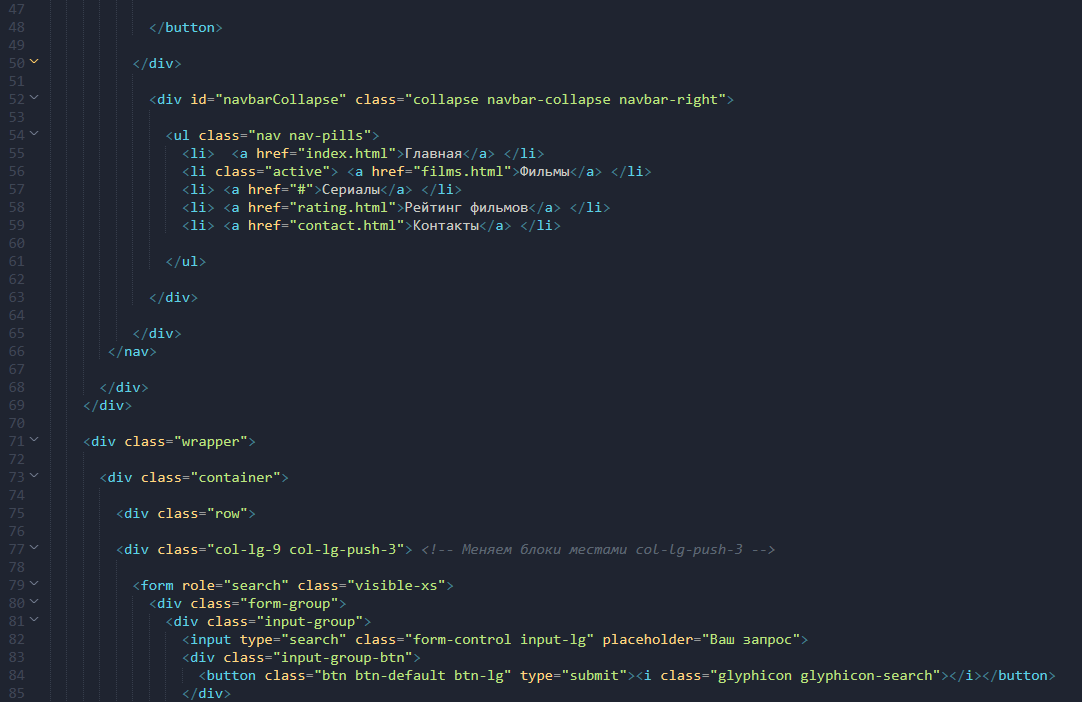 47
48 </button>
49
50 </div>
51
52 <div id="navbarCollapse" class="collapse navbar-collapse navbar-right">
53
54 <ul class="nav nav-pills">
55 <li>  <a href="index.html">Главная</a> </li>
56 <li class="active"> <a href="films.html">Фильмы</a> </li>
57 <li> <a href="#">Сериалы</a> </li>
58 <li> <a href="rating.html">Рейтинг фильмов</a> </li>
59 <li> <a href="contact.html">Контакты</a> </li>
60
61 </ul>
62
63 </div>
64
65 </div>
66 </nav>
67
68 </div>
69 </div>
70
71 <div class="wrapper">
72
73 <div class="container">
74
75 <div class="row">
76
77 <div class="col-lg-9 col-lg-push-3"> <!-- Меняем блоки местами col-lg-push-3 -->
78
79 <form role="search" class="visible-xs">
80 <div class="form-group">
81 <div class="input-group">
82 <input type="search" class="form-control input-lg" placeholder="Ваш запрос">
83 <div class="input-group-btn">
84 <button class="btn btn-default btn-lg" type="submit"><i class="glyphicon glyphicon-search"></i></button>
85 </div>